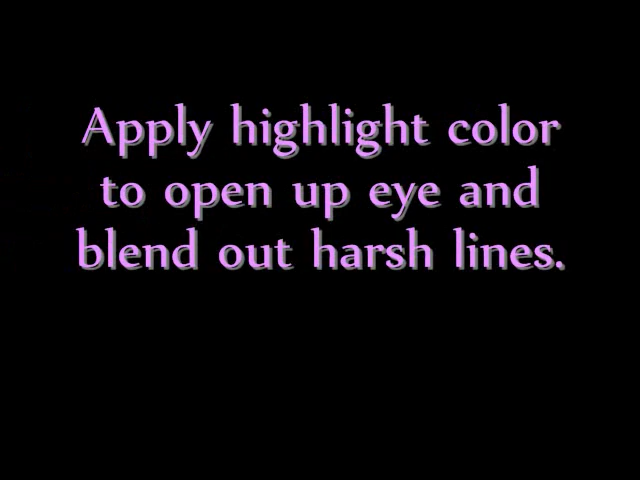 Apply highlight color
to open up eye and
blend out harsh lines.